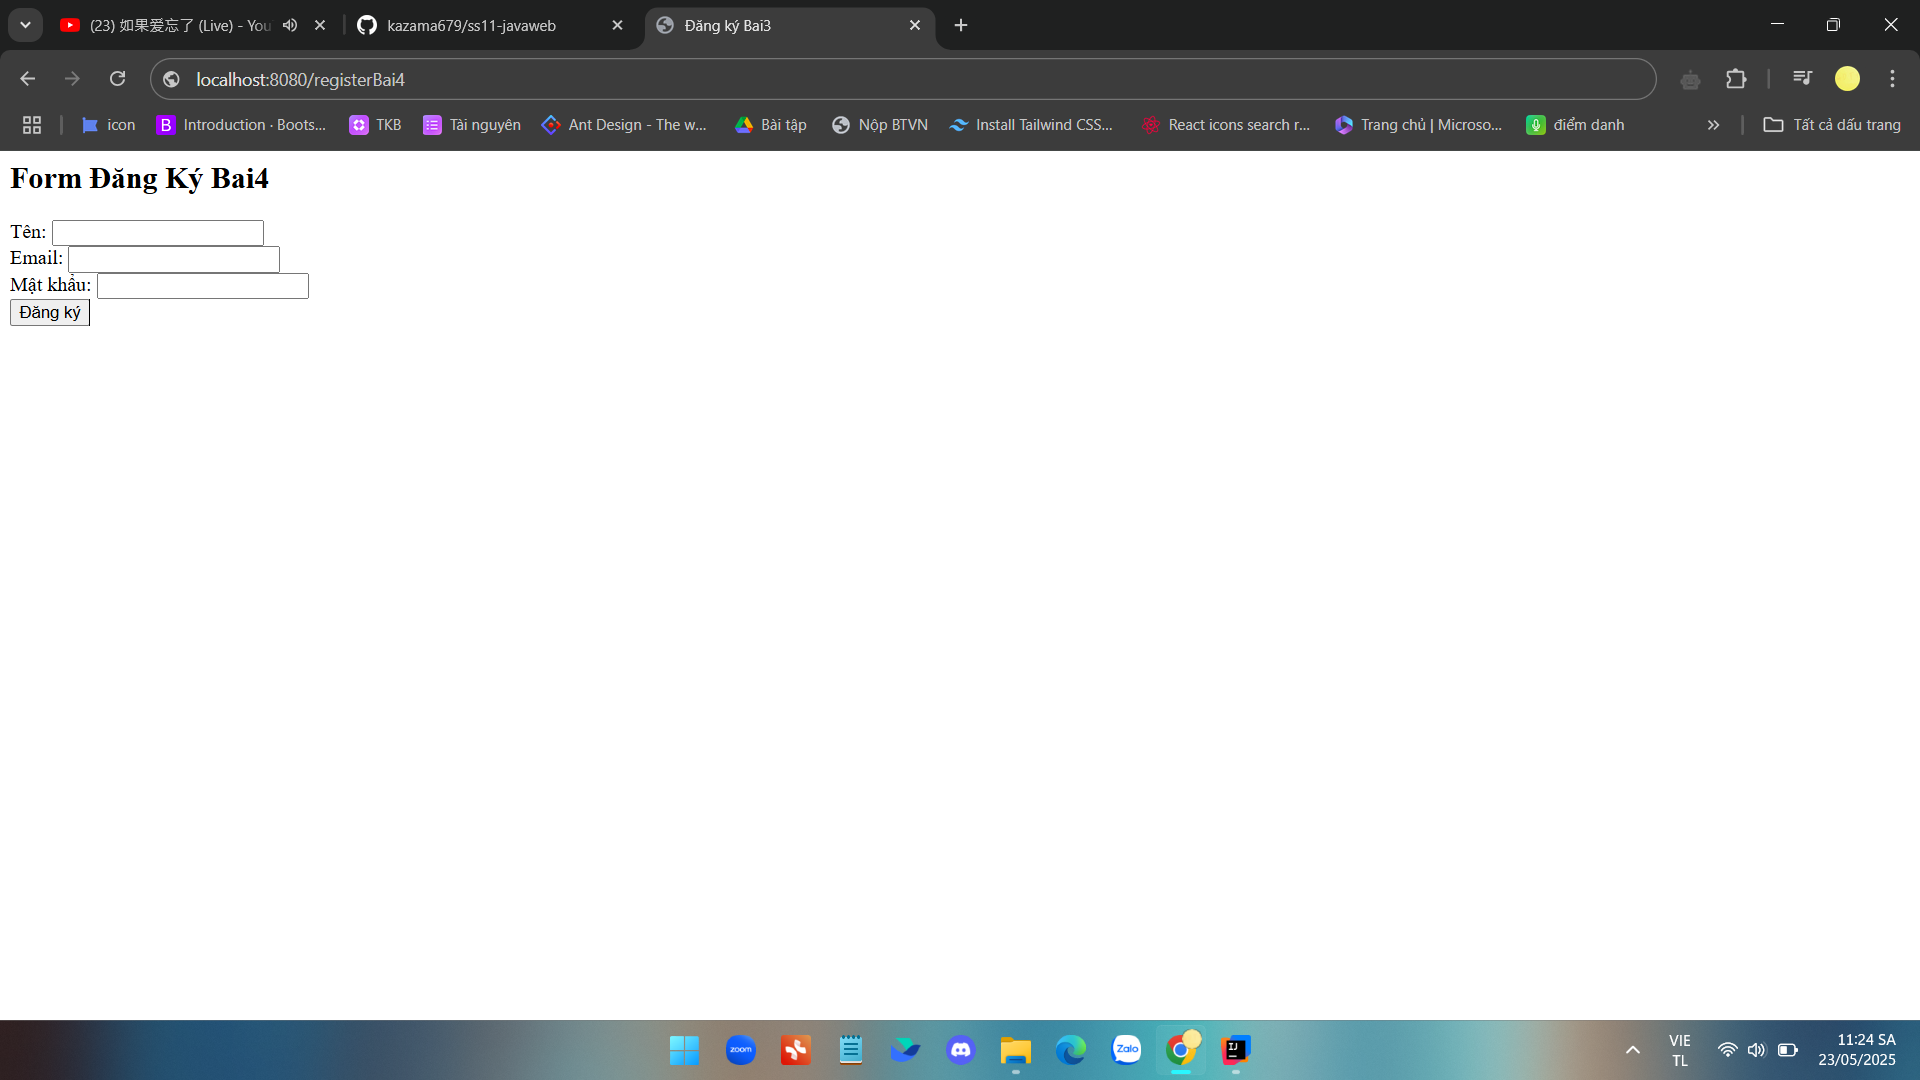 (23) 如果爱忘了 (Live) - You
kazama679/ss11-javaweb
Đăng ký Bai3
localhost:8080/registerBai4
icon
B Introduction · Boots...
TKB
Tài nguyên
Ant Design - The w...
Bài tập
Nộp BTVN
Install Tailwind CSS...
React icons search r...
Trang chủ | Microso...
điểm danh
Tất cả dấu trang
Form Đăng Ký Bai4
Tên:
Email:
Mật khẩu:
Đăng ký
zoom
Zalo
IJ
VIE
TL
11:24 SA
23/05/2025